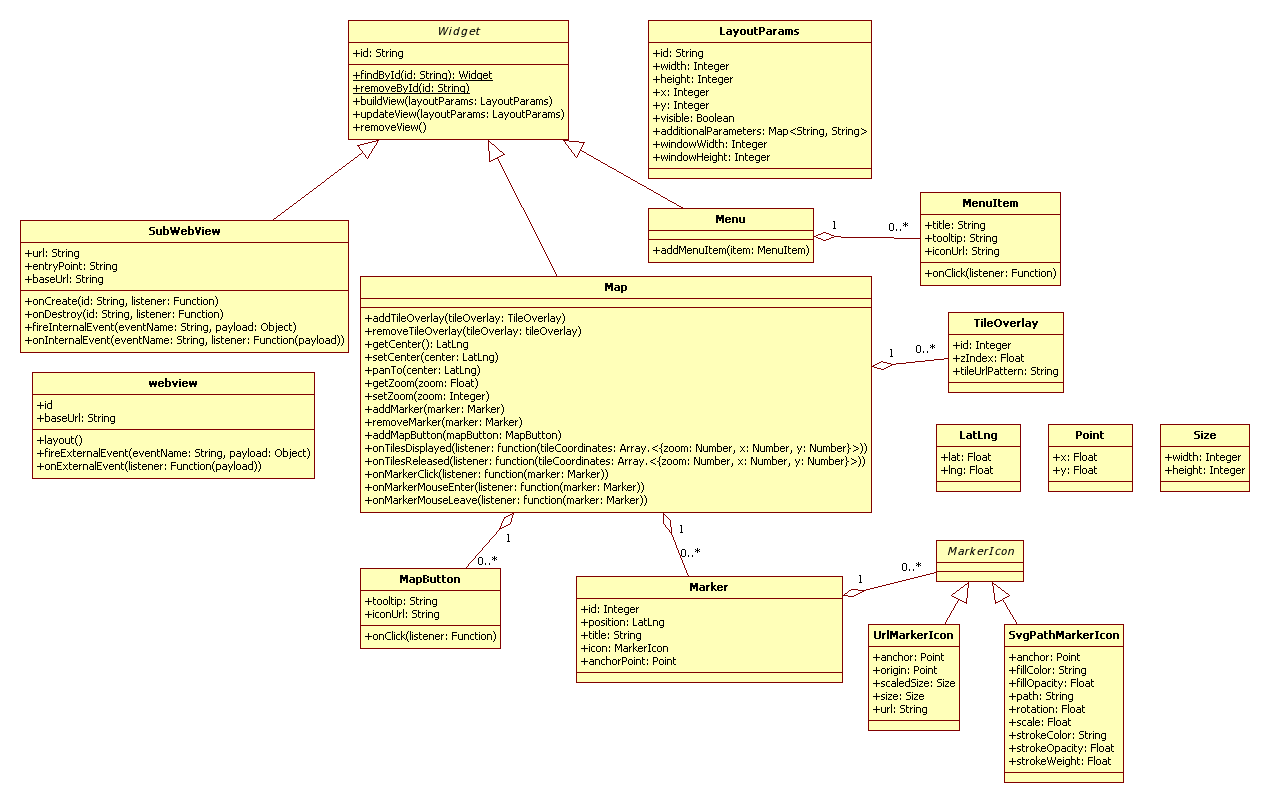 Widget
+id: String
+findById(id: String): Widget
+removeById(id: String)
+buildView(layoutParams: LayoutParams)
+updateView(layoutParams: LayoutParams)
+removeView()
LayoutParams
+id: String
+width: Integer
+height: Integer
+x: Integer
+y: Integer
+visible: Boolean
+additionalParameters: Map<String, String>
+windowWidth: Integer
+windowHeight: Integer
SubWebView
+url: String
+entryPoint: String
+baseUrl: String
+onCreate(id: String, listener: Function)
+onDestroy(id: String, listener: Function)
+fireInternalEvent(eventName: String, payload: Object)
+onInternalEvent(eventName: String, listener: Function(payload))
Menu
+addMenuItem(item: MenuItem)
1
0..*
MenuItem
+title: String
+tooltip: String
+iconUrl: String
+onClick(listener: Function)
webview
+id
+baseUrl: String
+layout()
+fireExternalEvent(eventName: String, payload: Object)
+onExternalEvent(listener: Function(payload))
Map
+addTileOverlay(tileOverlay: TileOverlay)
+removeTileOverlay(tileOverlay: tileOverlay)
+getCenter(): LatLng
+setCenter(center: LatLng)
+panTo(center: LatLng)
+getZoom(zoom: Float)
+setZoom(zoom: Integer)
+addMarker(marker: Marker)
+removeMarker(marker: Marker)
+addMapButton(mapButton: MapButton)
+onTilesDisplayed(listener: function(tileCoordinates: Array.<{zoom: Number, x: Number, y: Number}>))
+onTilesReleased(listener: function(tileCoordinates: Array.<{zoom: Number, x: Number, y: Number}>))
+onMarkerClick(listener: function(marker: Marker))
+onMarkerMouseEnter(listener: function(marker: Marker))
+onMarkerMouseLeave(listener: function(marker: Marker))
1
0..*
TileOverlay
+id: Integer
+zIndex: Float
+tileUrlPattern: String
LatLng
+lat: Float
+lng: Float
Point
+x: Float
+y: Float
Size
+width: Integer
+height: Integer
1
0..*
1
0..*
MapButton
+tooltip: String
+iconUrl: String
+onClick(listener: Function)
Marker
+id: Integer
+position: LatLng
+title: String
+icon: MarkerIcon
+anchorPoint: Point
1
0..*
MarkerIcon
UrlMarkerIcon
+anchor: Point
+origin: Point
+scaledSize: Size
+size: Size
+url: String
SvgPathMarkerIcon
+anchor: Point
+fillColor: String
+fillOpacity: Float
+path: String
+rotation: Float
+scale: Float
+strokeColor: String
+strokeOpacity: Float
+strokeWeight: Float